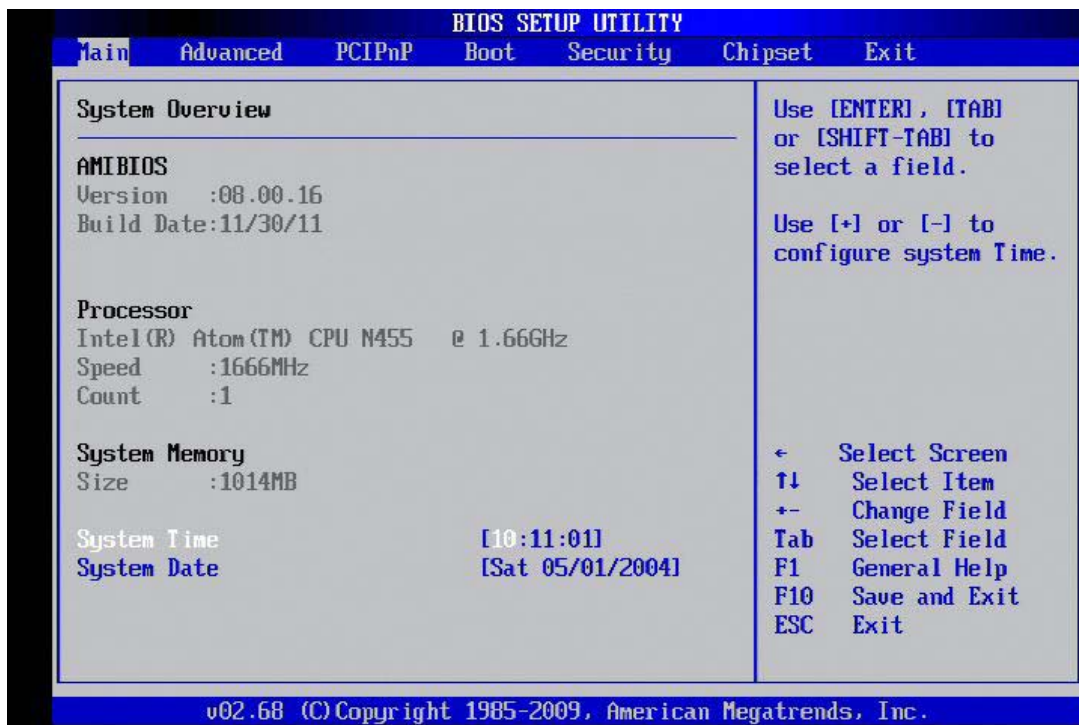 BIOS SETUP UTILITY
Main Advanced PCIPnP Boot Security Chipset Exit
System Overview
AMIBIOS
Version :08.00.16
Build Date:11/30/11
Processor
Intel(R) Atom(TM) CPU N455 @ 1.66GHz
Speed :1666MHz
Count :1
System Memory
Size :1014MB
System Time [10:11:01]
System Date [Sat 05/01/2004]
Use [ENTER], [TAB]
or [SHIFT-TAB] to
select a field.
Use [+] or [-] to
configure system Time.
← Select Screen
↑↓ Select Item
+- Change Field
Tab Select Field
F1 General Help
F10 Save and Exit
ESC Exit
v02.68 (C)Copyright 1985-2009, American Megatrends, Inc.